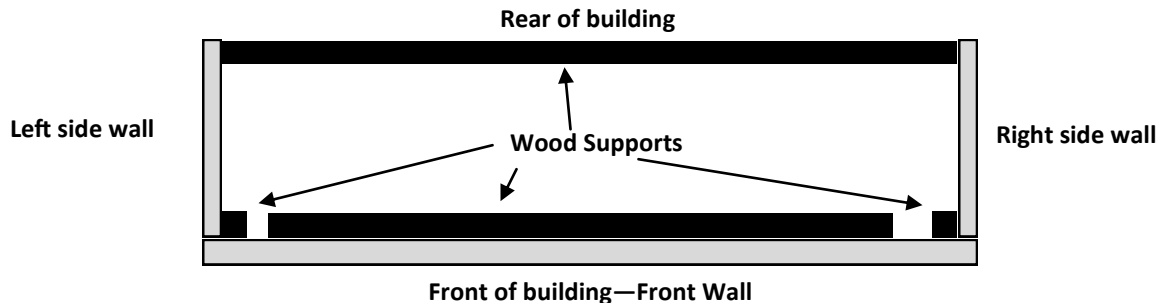 Rear of building
Left side wall
Wood Supports
Right side wall
Front of building—Front Wall